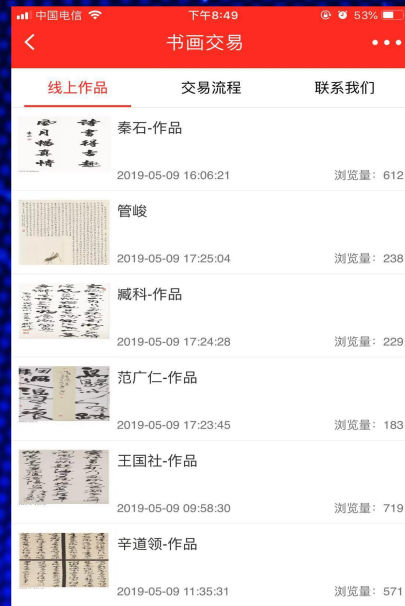 中国电信 下午8:49 53%
书画交易
线上作品 交易流程 联系我们
秦石-作品
2019-05-09 16:06:21 浏览量：612
管峻
2019-05-09 17:25:04 浏览量：238
臧科-作品
2019-05-09 17:24:28 浏览量：229
范广仁-作品
2019-05-09 17:23:45 浏览量：183
王国社-作品
2019-05-09 09:58:30 浏览量：719
辛道领-作品
2019-05-09 11:35:31 浏览量：571